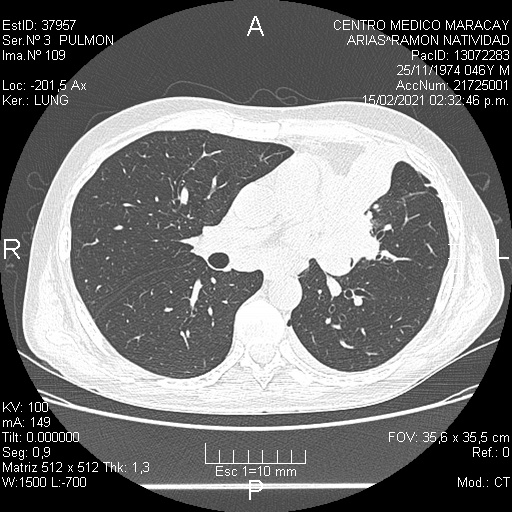 EstID: 37957
Ser.Nº 3 PULMON
Ima.Nº 109
Loc: -201,5 Ax
Ker.: LUNG
A
CENTRO MEDICO MARACAY
ARIAS^RAMON NATIVIDAD
PacID: 13072283
25/11/1974 046Y M
AccNum: 21725001
15/02/2021 02:32:46 p.m.
R
L
KV: 100
mA: 149
Tilt: 0.000000
Seg: 0,9
Matriz 512 x 512 Thk: 1,3
W:1500 L:-700
Esc 1=10 mm
P
FOV: 35,6 x 35,5 cm
Ref.: 0
Mod.: CT